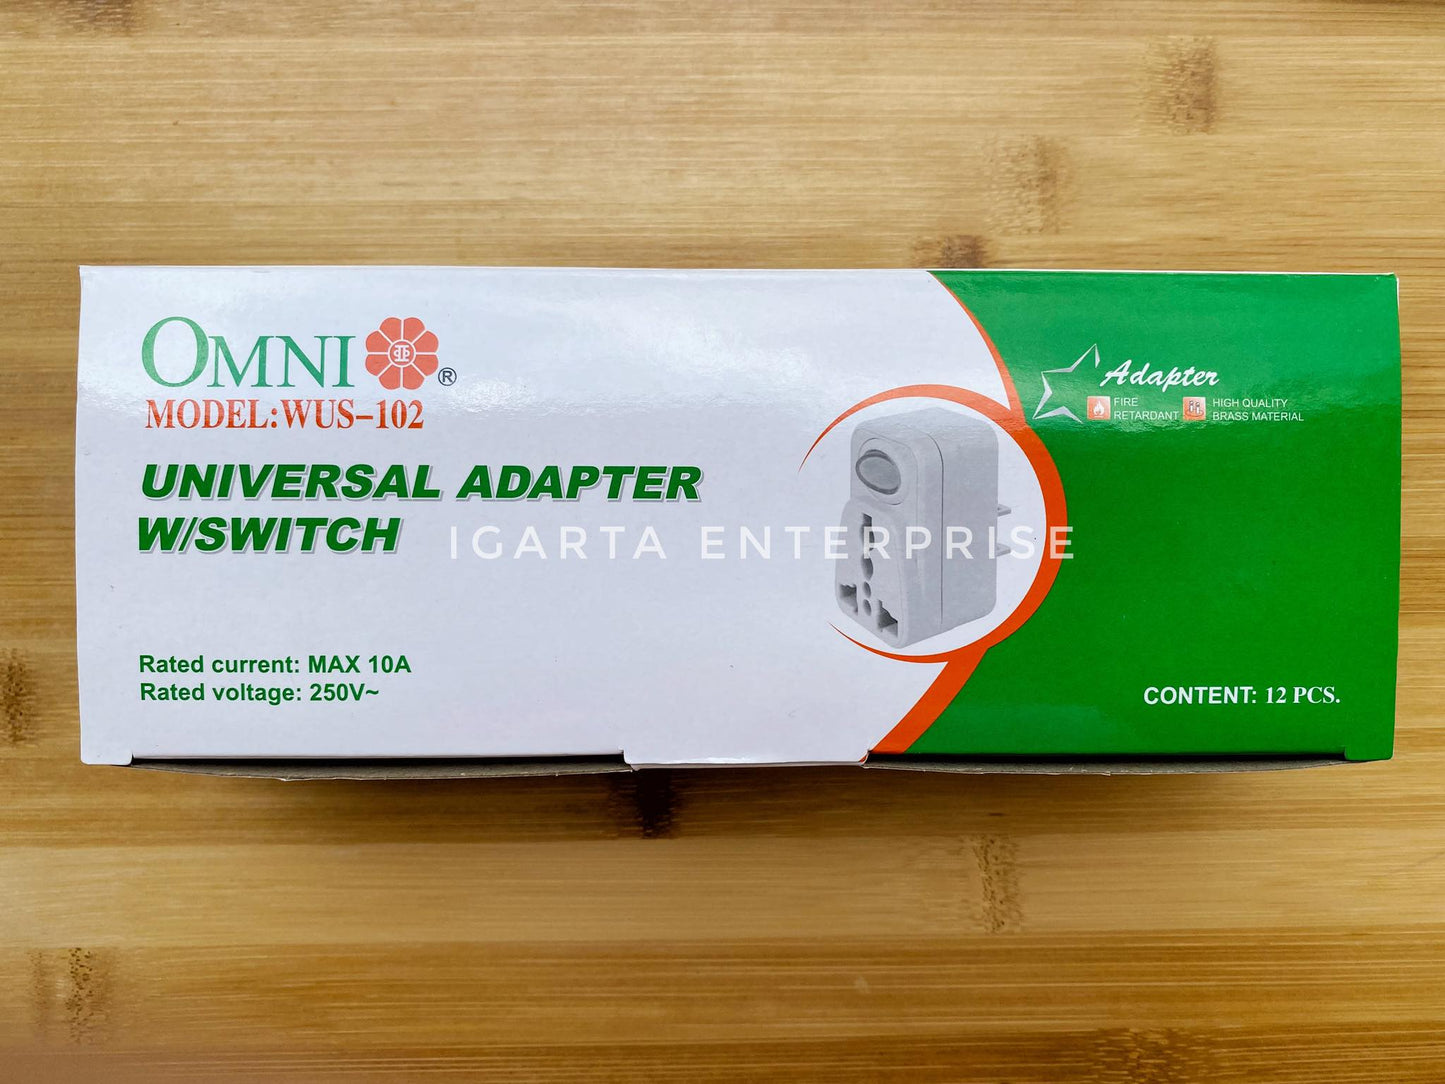 OMNI ®
MODEL:WUS-102
UNIVERSAL ADAPTER
W/SWITCH
IGARTA ENTERPRISE
Rated current: MAX 10A
Rated voltage: 250V~
Adapter
FIRE
RETARDANT
HIGH QUALITY
BRASS MATERIAL
CONTENT: 12 PCS.